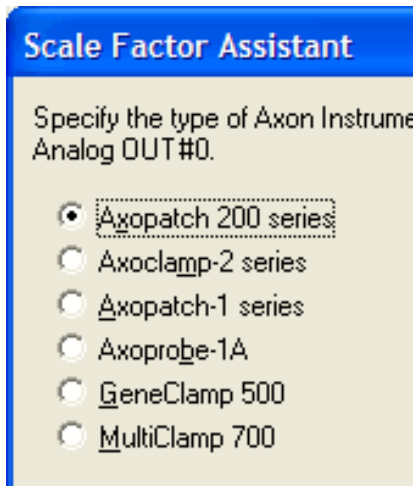 Scale Factor Assistant
Specify the type of Axon Instrume
Analog OUT #0.
Axopatch 200 series
Axoclamp-2 series
Axopatch-1 series
Axoprobe-1A
GeneClamp 500
MultiClamp 700